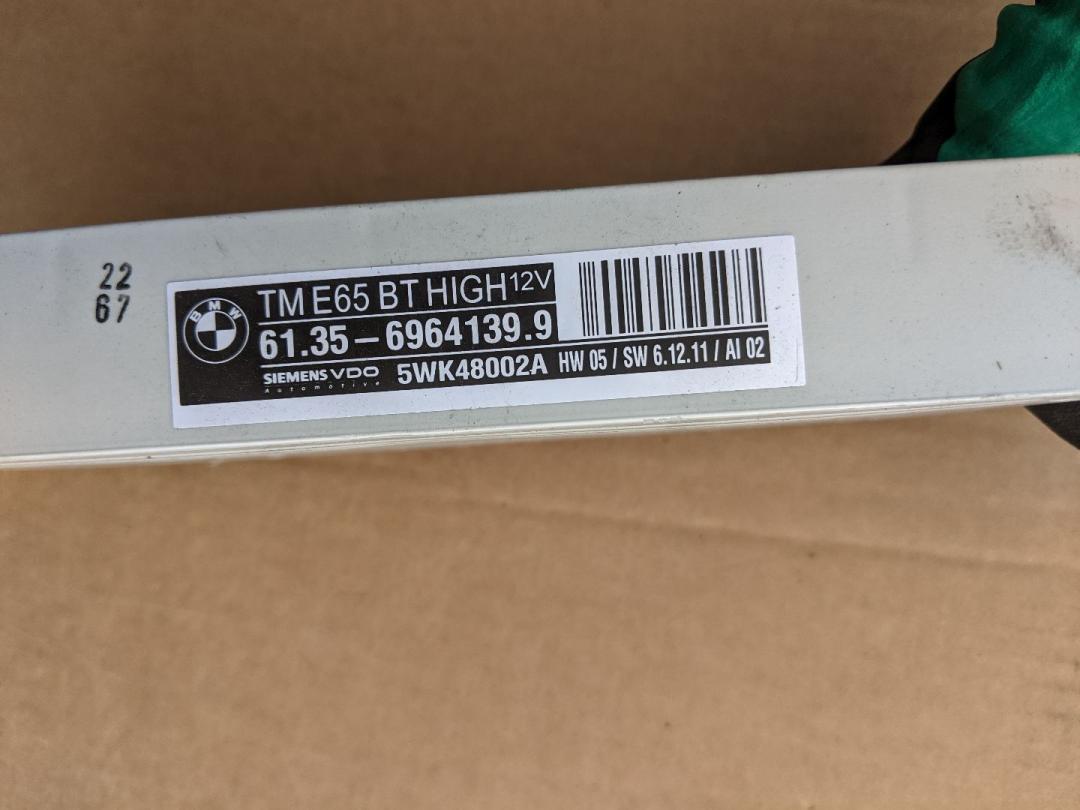 22
67
BMW
TM E65 BT HIGH 12V
61.35 – 6964139.9
SIEMENS VDO
Automotive
5WK48002A HW 05 / SW 6.12.11 / AI 02